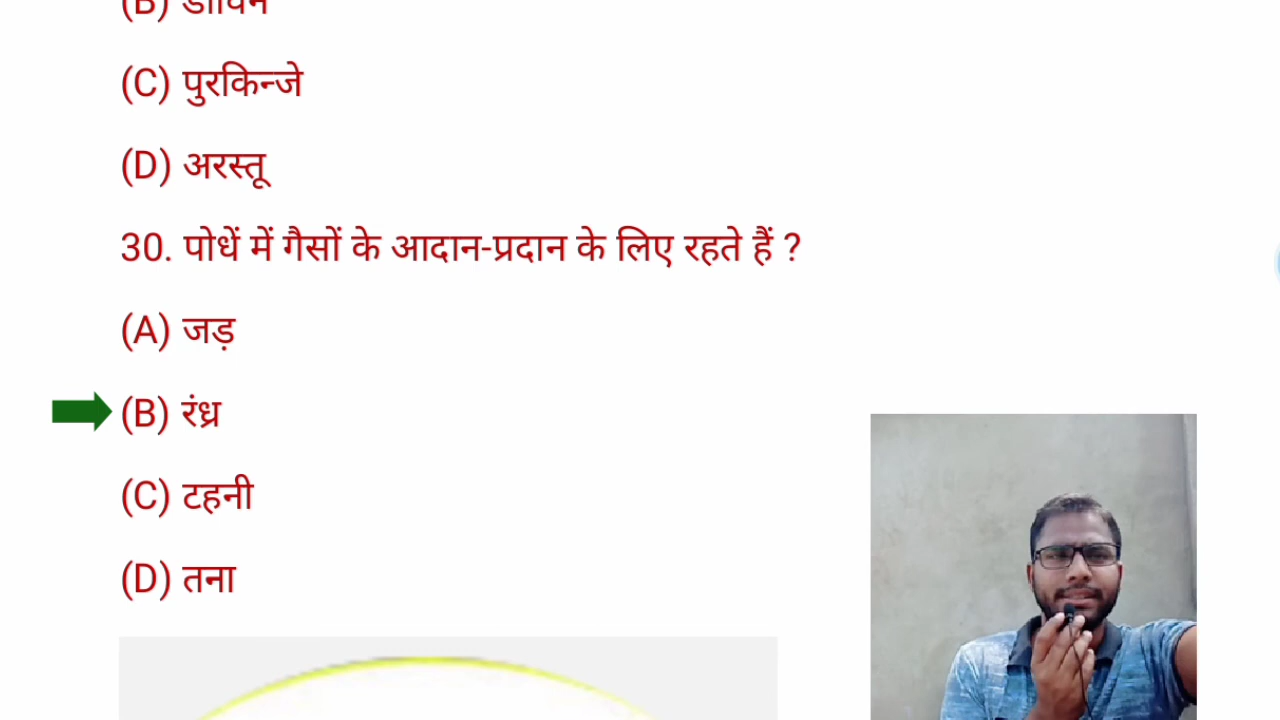 (B)
(C) पुरकिन्जे
(D) अरस्तू
30. पोधें में गैसों के आदान-प्रदान के लिए रहते हैं ?
(A) जड़
(B) रंध्र
(C) टहनी
(D) तना